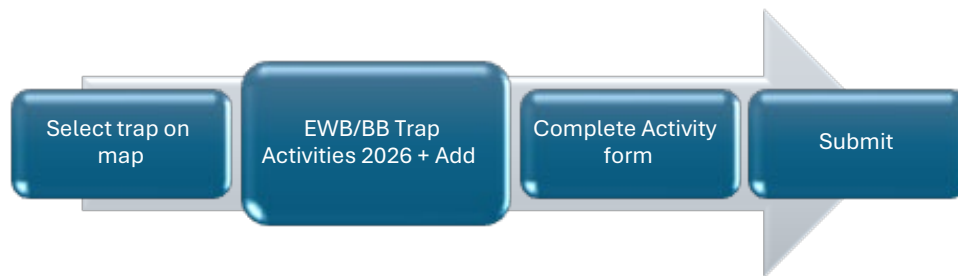 Select trap on
map
EWB/BB Trap
Activities 2026 + Add
Complete Activity
form
Submit